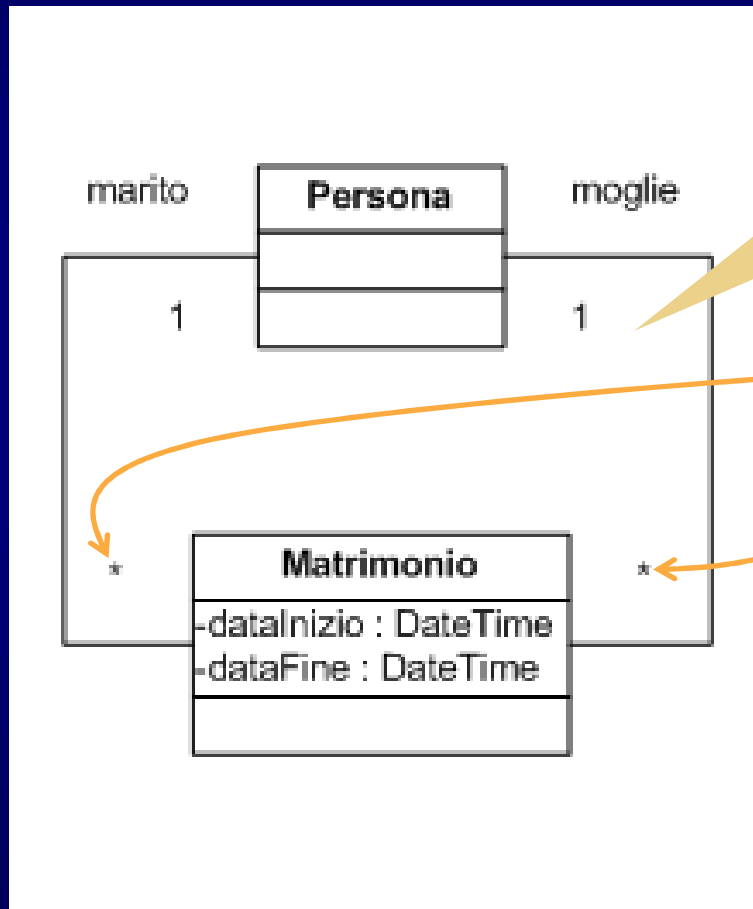 marito
Persona
moglie
1
1
*
Matrimonio
*
-dataInizio : DateTime
-dataFine : DateTime